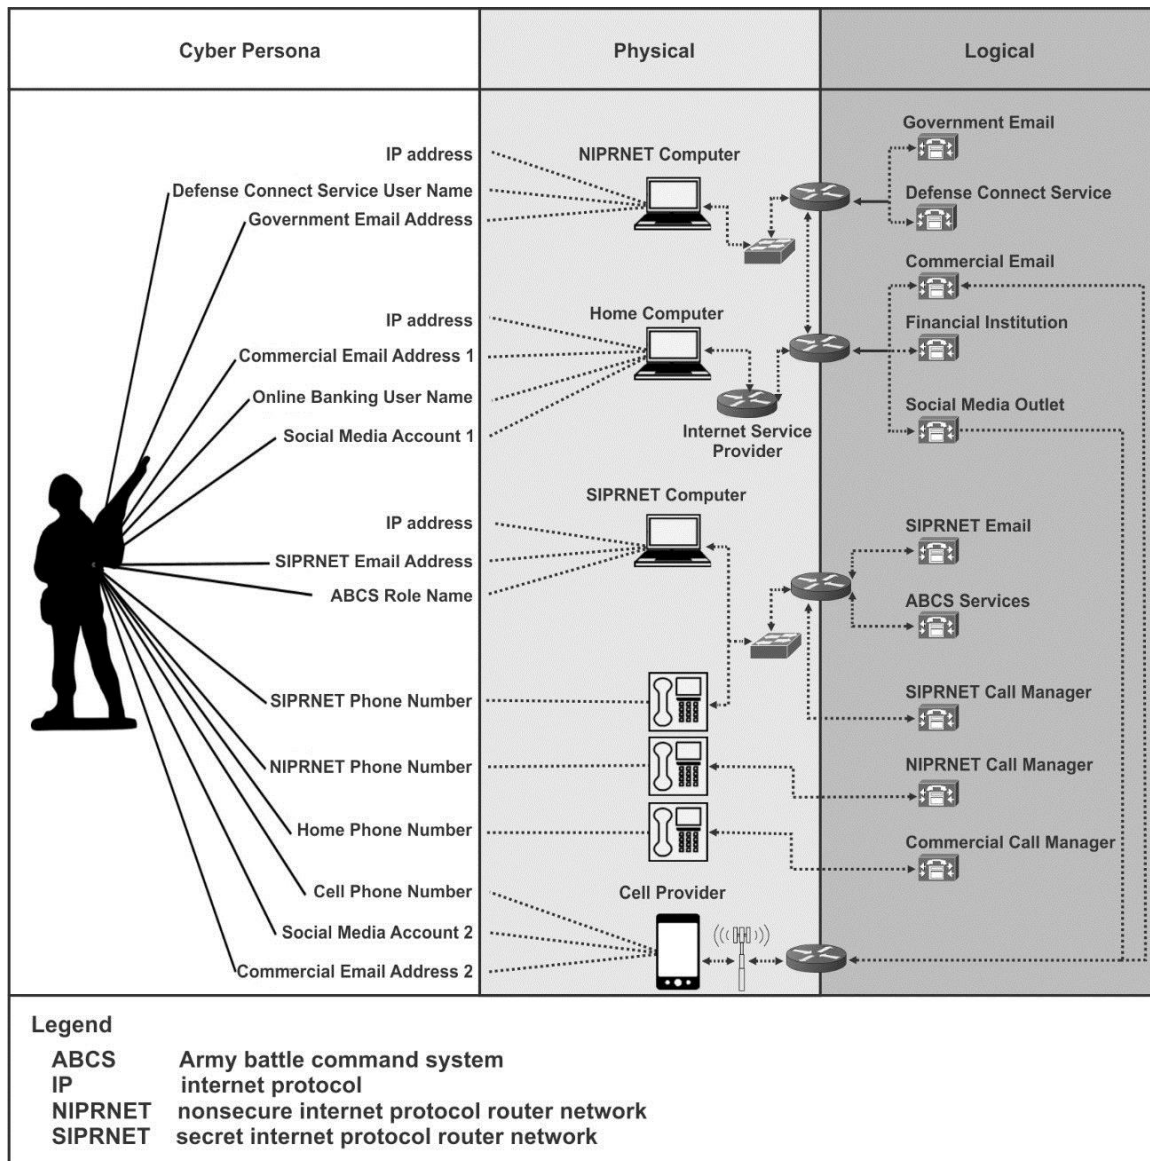 Cyber Persona
Physical
Logical
IP address
Defense Connect Service User Name
Government Email Address
IP address
Commercial Email Address 1
Online Banking User Name
Social Media Account 1
IP address
SIPRNET Email Address
ABCS Role Name
SIPRNET Phone Number
NIPRNET Phone Number
Home Phone Number
Cell Phone Number
Social Media Account 2
Commercial Email Address 2
NIPRNET Computer
Home Computer
Internet Service
Provider
SIPRNET Computer
Cell Provider
Government Email
Defense Connect Service
Commercial Email
Financial Institution
Social Media Outlet
SIPRNET Email
ABCS Services
SIPRNET Call Manager
NIPRNET Call Manager
Commercial Call Manager
Legend
ABCS Army battle command system
IP internet protocol
NIPRNET nonsecure internet protocol router network
SIPRNET secret internet protocol router network